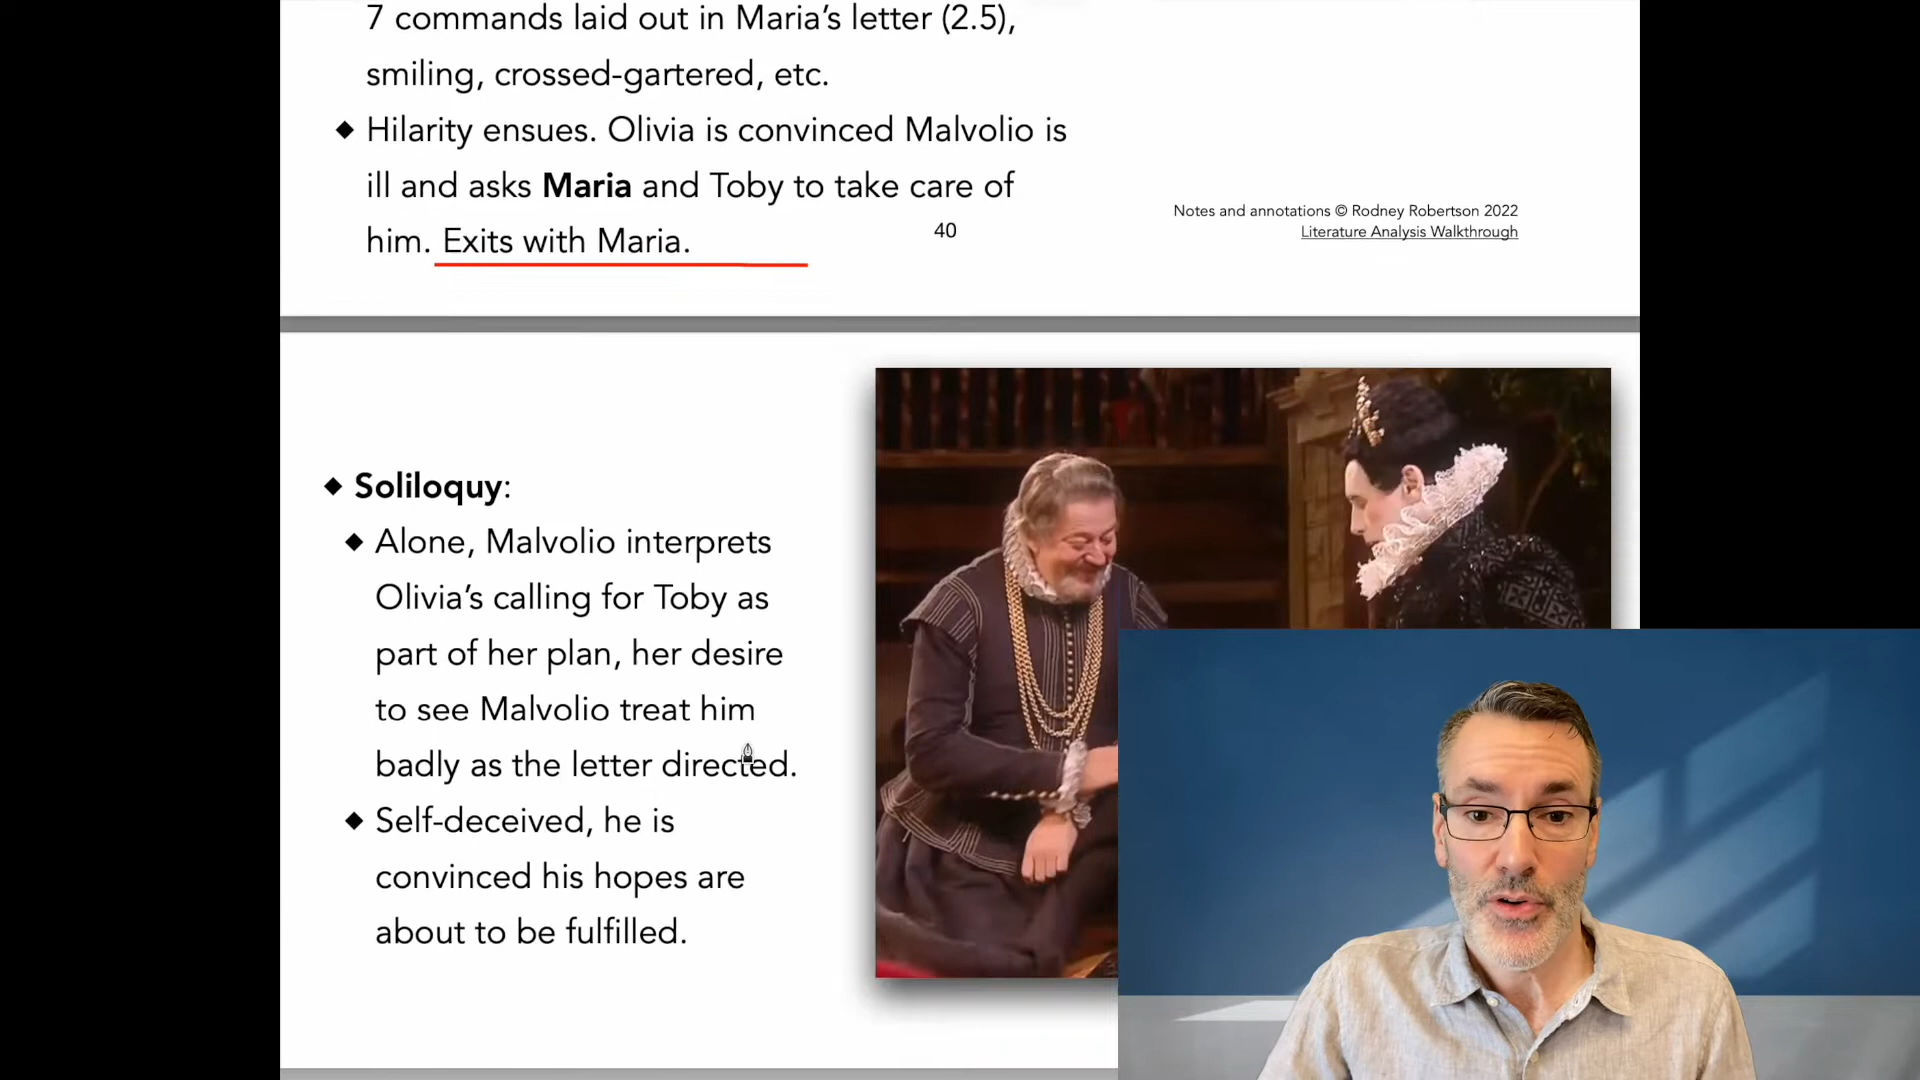 7 commands laid out in Maria’s letter (2.5),
smiling, crossed-gartered, etc.
◆ Hilarity ensues. Olivia is convinced Malvolio is
ill and asks Maria and Toby to take care of
him. Exits with Maria.
40
Notes and annotations © Rodney Robertson 2022
Literature Analysis Walkthrough
◆ Soliloquy:
◆ Alone, Malvolio interprets
Olivia’s calling for Toby as
part of her plan, her desire
to see Malvolio treat him
badly as the letter directed.
◆ Self-deceived, he is
convinced his hopes are
about to be fulfilled.